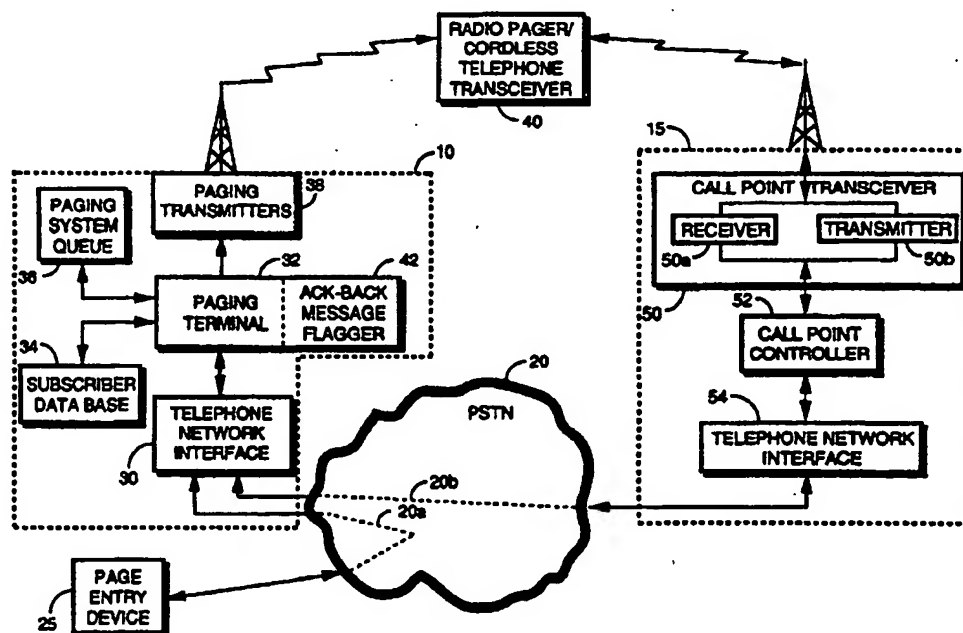 RADIO PAGER/
CORDLESS
TELEPHONE
TRANSCEIVER
40
10
15
PAGING
TRANSMITTERS
38
PAGING
SYSTEM
QUEUE
36
32
42
PAGING
TERMINAL
ACK-BACK
MESSAGE
FLAGGER
34
SUBSCRIBER
DATA BASE
TELEPHONE
NETWORK
INTERFACE
30
CALL POINT TRANSCEIVER
RECEIVER
TRANSMITTER
50a
50b
50
52
CALL POINT
CONTROLLER
54
TELEPHONE NETWORK
INTERFACE
20
PSTN
20b
20a
PAGE
ENTRY
DEVICE
25